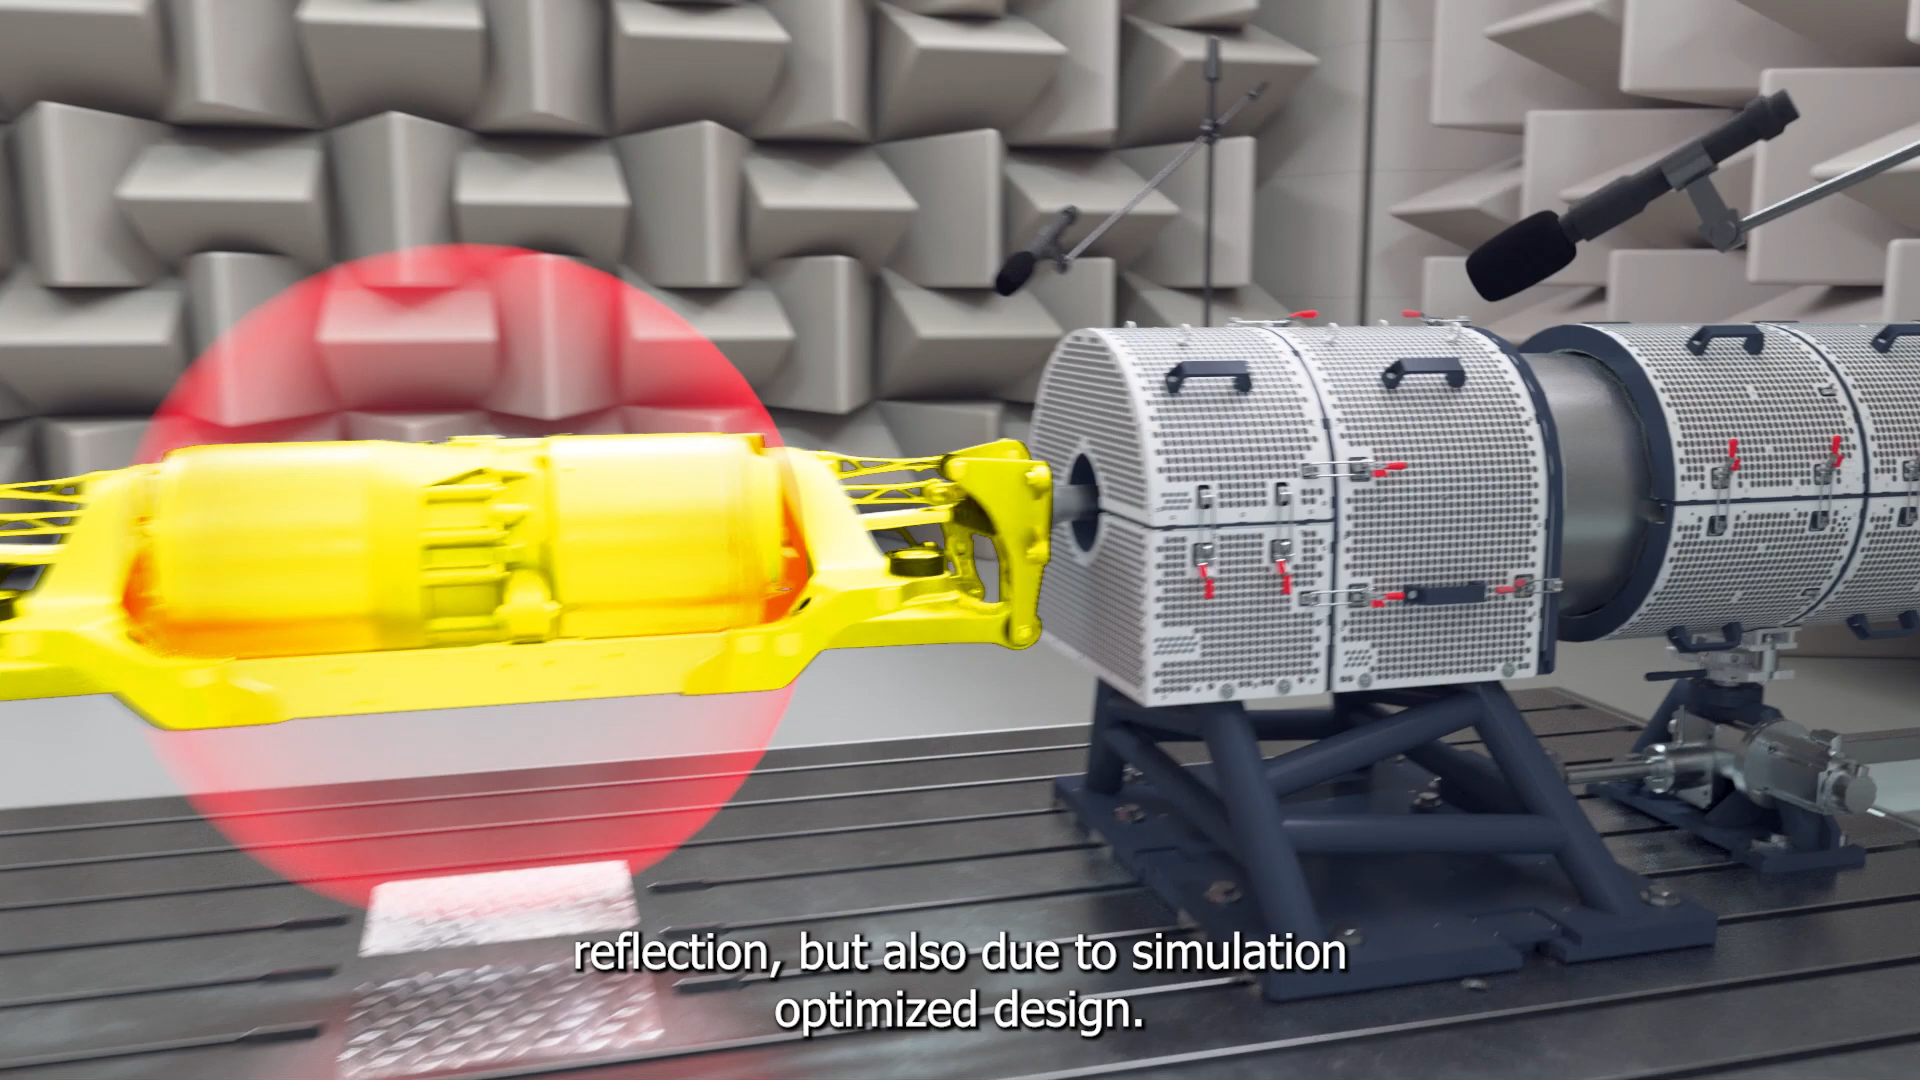 reflection, but also due to simulation
optimized design.